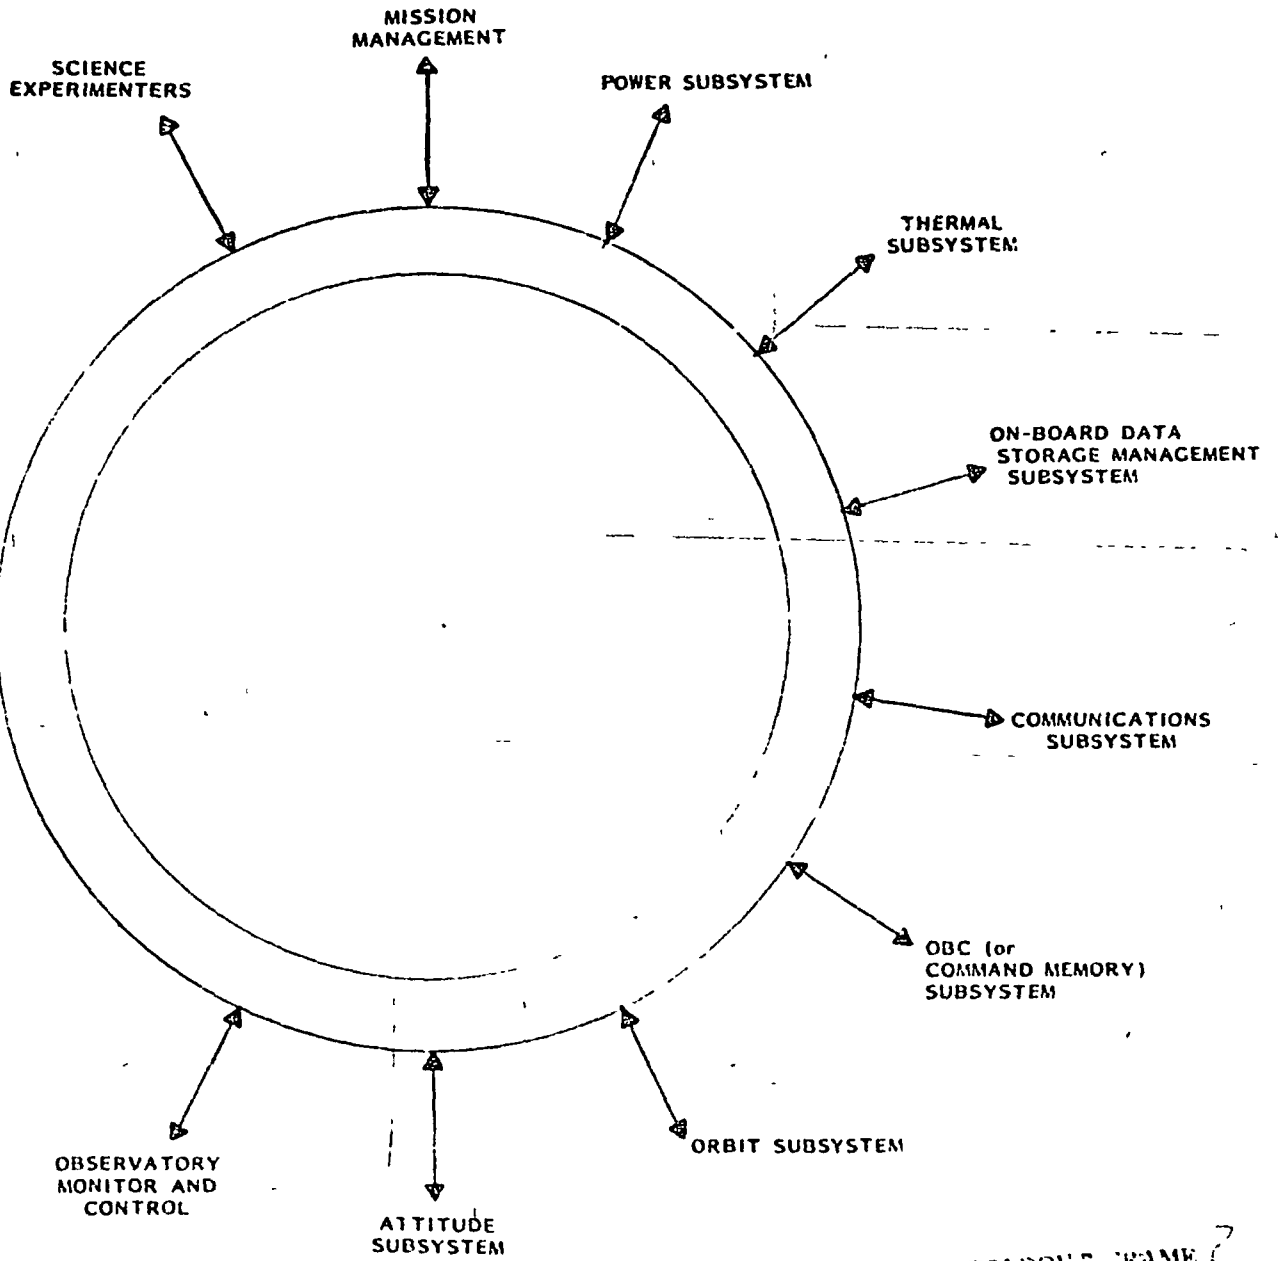 MISSION
MANAGEMENT
SCIENCE
EXPERIMENTERS
POWER SUBSYSTEM
THERMAL
SUBSYSTEM
ON-BOARD DATA
STORAGE MANAGEMENT
SUBSYSTEM
COMMUNICATIONS
SUBSYSTEM
OBC (or
COMMAND MEMORY)
SUBSYSTEM
ORBIT SUBSYSTEM
ATTITUDE
SUBSYSTEM
OBSERVATORY
MONITOR AND
CONTROL